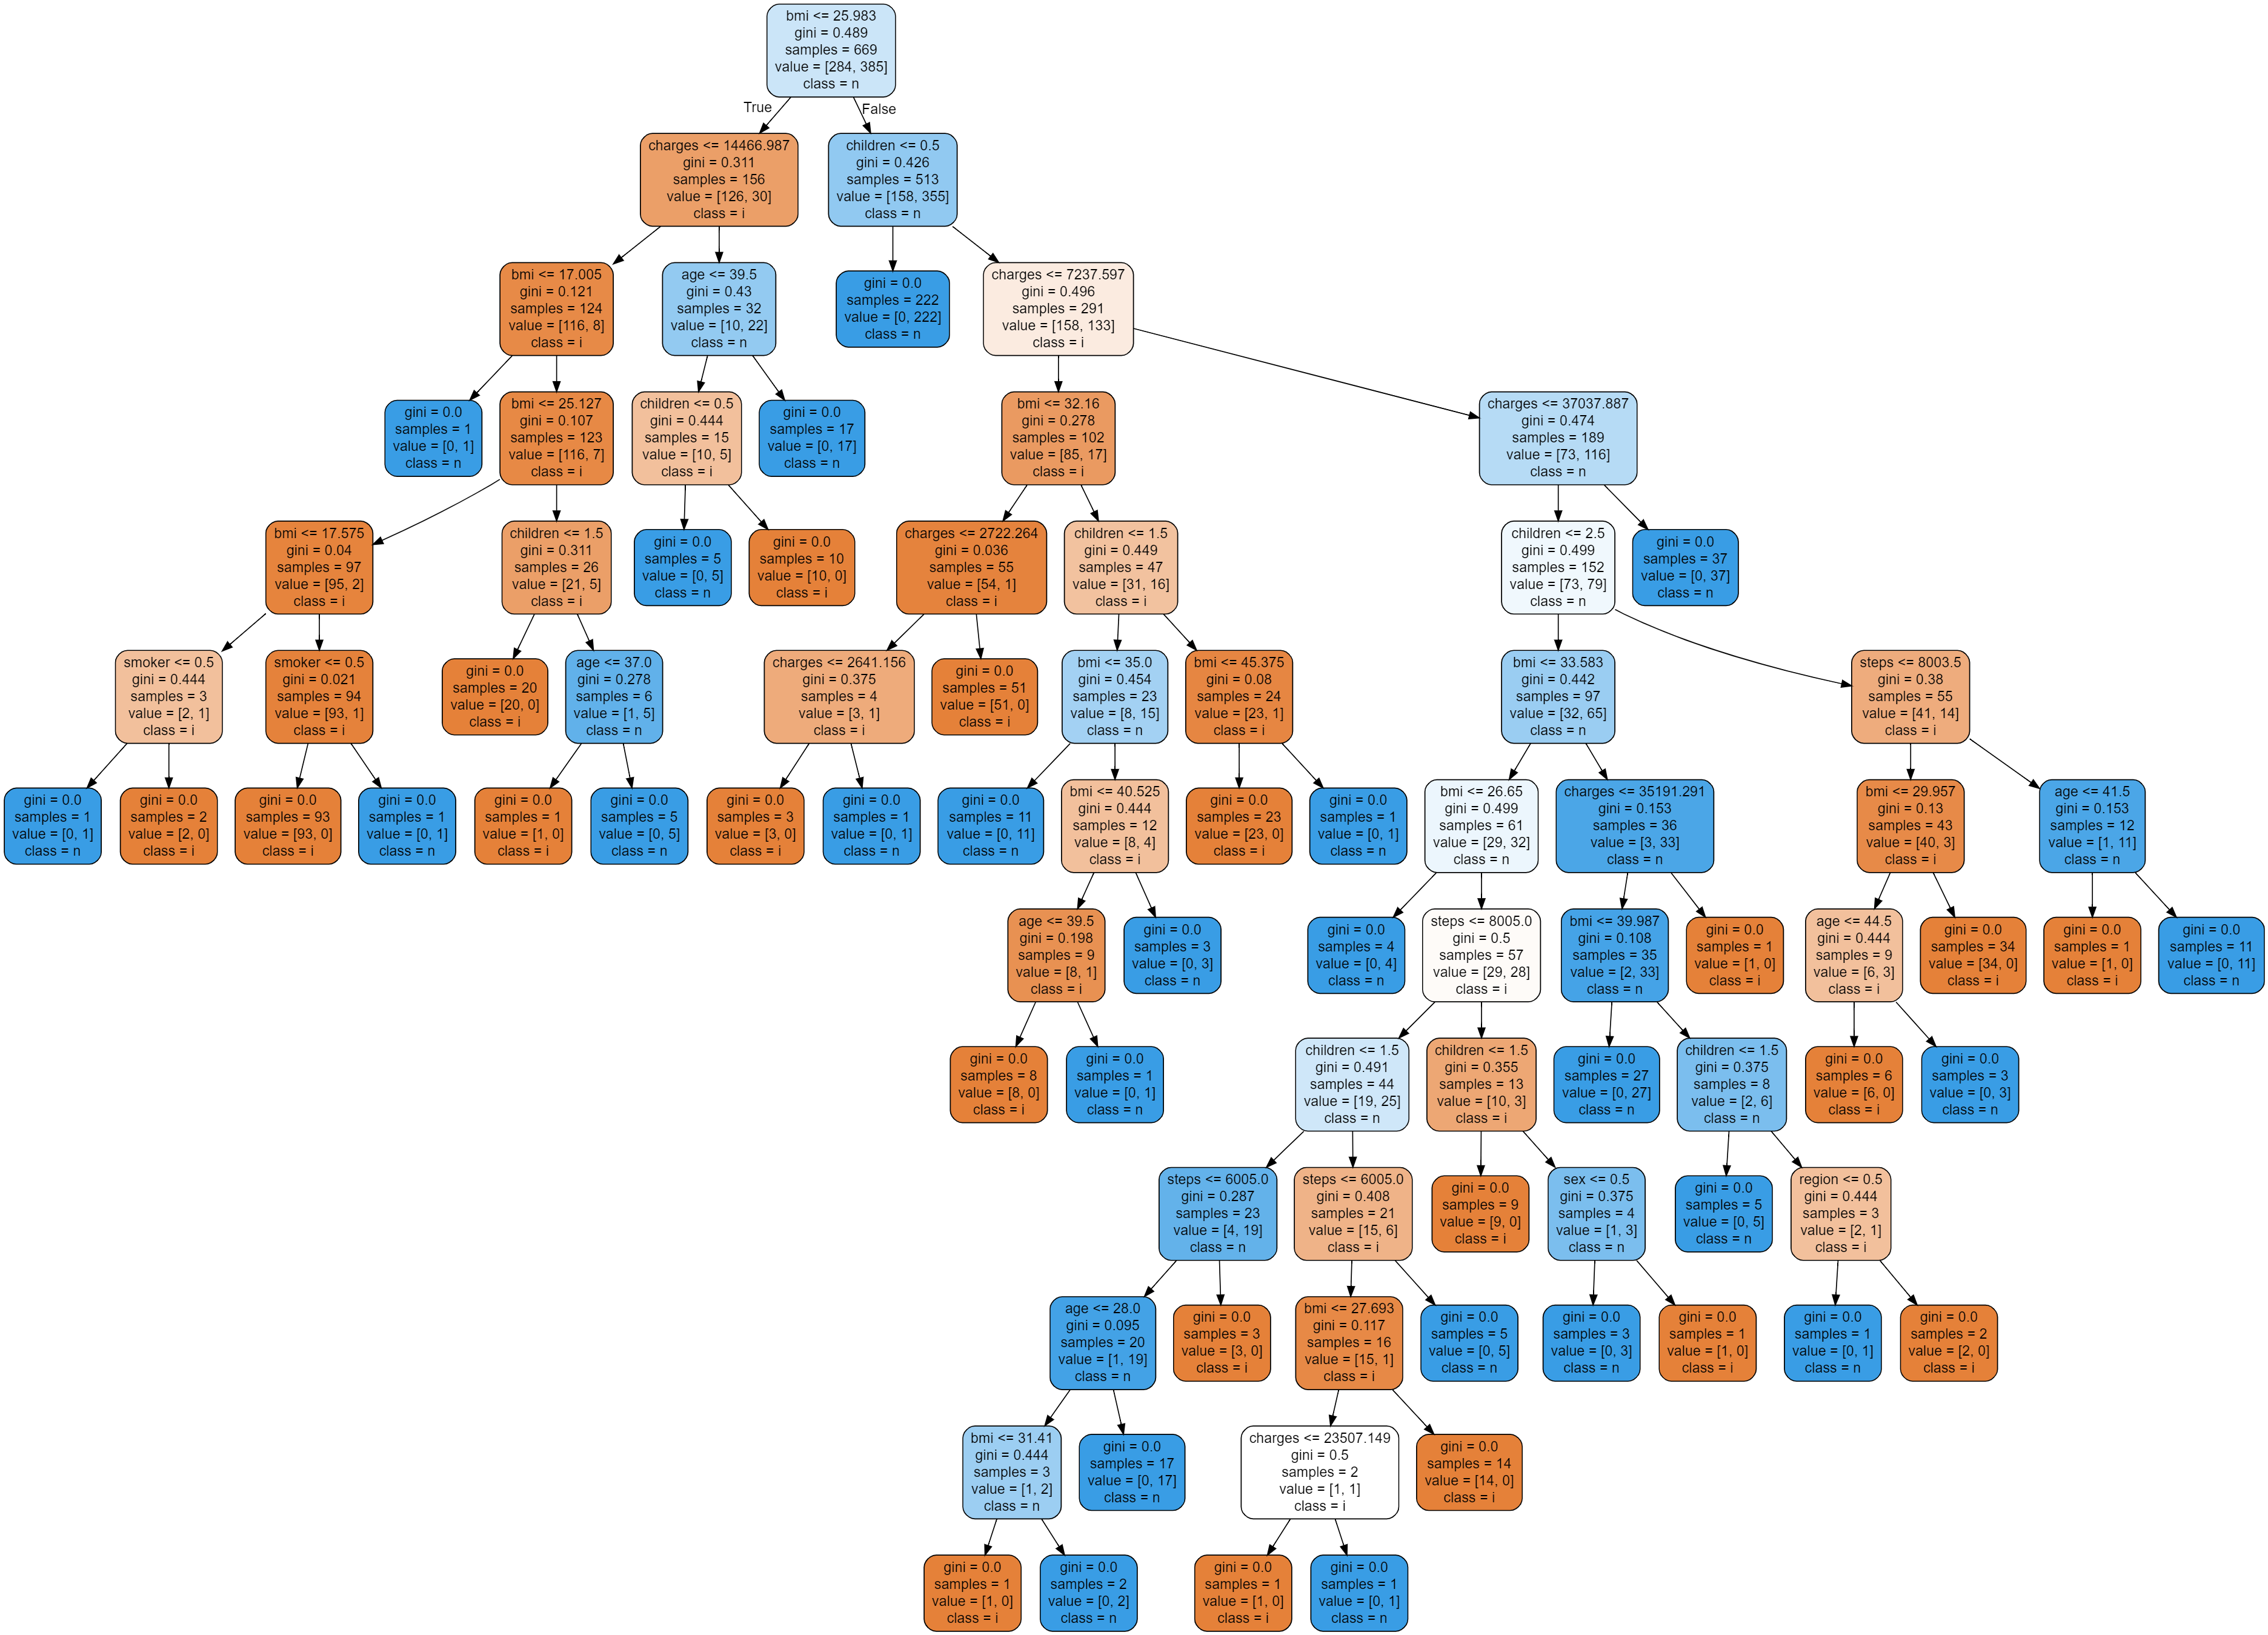 bmi <= 25.983
gini = 0.489
samples = 669
value = [284, 385]
class = n
True
False
charges <= 14466.987
gini = 0.311
samples = 156
value = [126, 30]
class = i
children <= 0.5
gini = 0.426
samples = 513
value = [158, 355]
class = n
bmi <= 17.005
gini = 0.121
samples = 124
value = [116, 8]
class = i
age <= 39.5
gini = 0.43
samples = 32
value = [10, 22]
class = n
gini = 0.0
samples = 222
value = [0, 222]
class = n
charges <= 7237.597
gini = 0.496
samples = 291
value = [158, 133]
class = i
gini = 0.0
samples = 1
value = [0, 1]
class = n
bmi <= 25.127
gini = 0.107
samples = 123
value = [116, 7]
class = i
children <= 0.5
gini = 0.444
samples = 15
value = [10, 5]
class = i
gini = 0.0
samples = 17
value = [0, 17]
class = n
bmi <= 32.16
gini = 0.278
samples = 102
value = [85, 17]
class = i
charges <= 37037.887
gini = 0.474
samples = 189
value = [73, 116]
class = n
bmi <= 17.575
gini = 0.04
samples = 97
value = [95, 2]
class = i
children <= 1.5
gini = 0.311
samples = 26
value = [21, 5]
class = i
gini = 0.0
samples = 5
value = [0, 5]
class = n
gini = 0.0
samples = 10
value = [10, 0]
class = i
charges <= 2722.264
gini = 0.036
samples = 55
value = [54, 1]
class = i
children <= 1.5
gini = 0.449
samples = 47
value = [31, 16]
class = i
children <= 2.5
gini = 0.499
samples = 152
value = [73, 79]
class = n
gini = 0.0
samples = 37
value = [0, 37]
class = n
smoker <= 0.5
gini = 0.444
samples = 3
value = [2, 1]
class = i
smoker <= 0.5
gini = 0.021
samples = 94
value = [93, 1]
class = i
gini = 0.0
samples = 20
value = [20, 0]
class = i
age <= 37.0
gini = 0.278
samples = 6
value = [1, 5]
class = n
charges <= 2641.156
gini = 0.375
samples = 4
value = [3, 1]
class = i
gini = 0.0
samples = 51
value = [51, 0]
class = i
bmi <= 35.0
gini = 0.454
samples = 23
value = [8, 15]
class = n
bmi <= 45.375
gini = 0.08
samples = 24
value = [23, 1]
class = i
bmi <= 33.583
gini = 0.442
samples = 97
value = [32, 65]
class = n
steps <= 8003.5
gini = 0.38
samples = 55
value = [41, 14]
class = i
gini = 0.0
samples = 1
value = [0, 1]
class = n
gini = 0.0
samples = 2
value = [2, 0]
class = i
gini = 0.0
samples = 93
value = [93, 0]
class = i
gini = 0.0
samples = 1
value = [0, 1]
class = n
gini = 0.0
samples = 1
value = [1, 0]
class = i
gini = 0.0
samples = 5
value = [0, 5]
class = n
gini = 0.0
samples = 3
value = [3, 0]
class = i
gini = 0.0
samples = 1
value = [0, 1]
class = n
gini = 0.0
samples = 11
value = [0, 11]
class = n
bmi <= 40.525
gini = 0.444
samples = 12
value = [8, 4]
class = i
gini = 0.0
samples = 23
value = [23, 0]
class = i
gini = 0.0
samples = 1
value = [0, 1]
class = n
bmi <= 26.65
gini = 0.499
samples = 61
value = [29, 32]
class = n
charges <= 35191.291
gini = 0.153
samples = 36
value = [3, 33]
class = n
bmi <= 29.957
gini = 0.13
samples = 43
value = [40, 3]
class = i
age <= 41.5
gini = 0.153
samples = 12
value = [1, 11]
class = n
age <= 39.5
gini = 0.198
samples = 9
value = [8, 1]
class = i
gini = 0.0
samples = 3
value = [0, 3]
class = n
gini = 0.0
samples = 4
value = [0, 4]
class = n
steps <= 8005.0
gini = 0.5
samples = 57
value = [29, 28]
class = i
bmi <= 39.987
gini = 0.108
samples = 35
value = [2, 33]
class = n
gini = 0.0
samples = 1
value = [1, 0]
class = i
age <= 44.5
gini = 0.444
samples = 9
value = [6, 3]
class = i
gini = 0.0
samples = 34
value = [34, 0]
class = i
gini = 0.0
samples = 1
value = [1, 0]
class = i
gini = 0.0
samples = 11
value = [0, 11]
class = n
gini = 0.0
samples = 8
value = [8, 0]
class = i
gini = 0.0
samples = 1
value = [0, 1]
class = n
children <= 1.5
gini = 0.491
samples = 44
value = [19, 25]
class = n
children <= 1.5
gini = 0.355
samples = 13
value = [10, 3]
class = i
gini = 0.0
samples = 27
value = [0, 27]
class = n
children <= 1.5
gini = 0.375
samples = 8
value = [2, 6]
class = n
gini = 0.0
samples = 6
value = [6, 0]
class = i
gini = 0.0
samples = 3
value = [0, 3]
class = n
steps <= 6005.0
gini = 0.287
samples = 23
value = [4, 19]
class = n
steps <= 6005.0
gini = 0.408
samples = 21
value = [15, 6]
class = i
gini = 0.0
samples = 9
value = [9, 0]
class = i
sex <= 0.5
gini = 0.375
samples = 4
value = [1, 3]
class = n
gini = 0.0
samples = 5
value = [0, 5]
class = n
region <= 0.5
gini = 0.444
samples = 3
value = [2, 1]
class = i
age <= 28.0
gini = 0.095
samples = 20
value = [1, 19]
class = n
gini = 0.0
samples = 3
value = [3, 0]
class = i
bmi <= 27.693
gini = 0.117
samples = 16
value = [15, 1]
class = i
gini = 0.0
samples = 5
value = [0, 5]
class = n
gini = 0.0
samples = 3
value = [0, 3]
class = n
gini = 0.0
samples = 1
value = [1, 0]
class = i
gini = 0.0
samples = 1
value = [0, 1]
class = n
gini = 0.0
samples = 2
value = [2, 0]
class = i
bmi <= 31.41
gini = 0.444
samples = 3
value = [1, 2]
class = n
gini = 0.0
samples = 17
value = [0, 17]
class = n
charges <= 23507.149
gini = 0.5
samples = 2
value = [1, 1]
class = i
gini = 0.0
samples = 14
value = [14, 0]
class = i
gini = 0.0
samples = 1
value = [1, 0]
class = i
gini = 0.0
samples = 2
value = [0, 2]
class = n
gini = 0.0
samples = 1
value = [1, 0]
class = i
gini = 0.0
samples = 1
value = [0, 1]
class = n